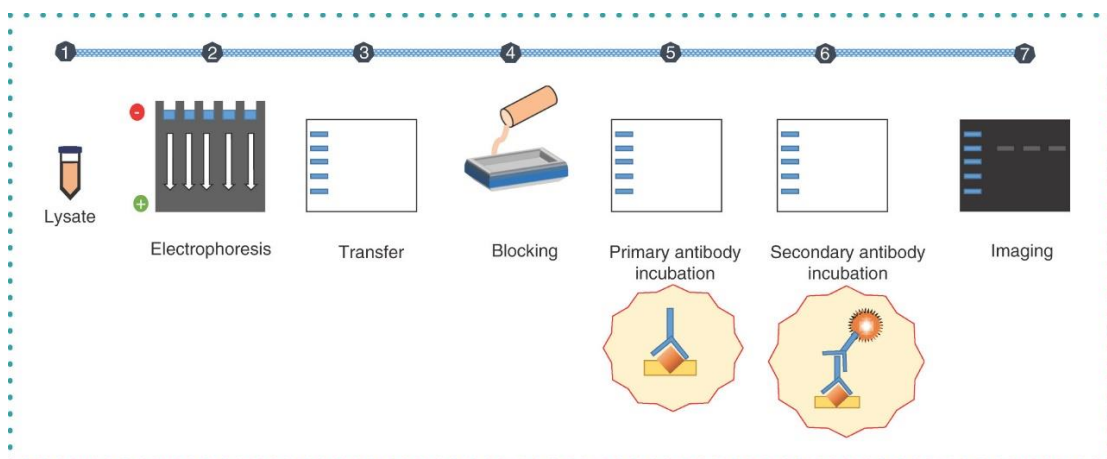 1 2 3 4 5 6 7
-
+
Lysate
Electrophoresis
Transfer
Blocking
Primary antibody
incubation
Secondary antibody
incubation
Imaging